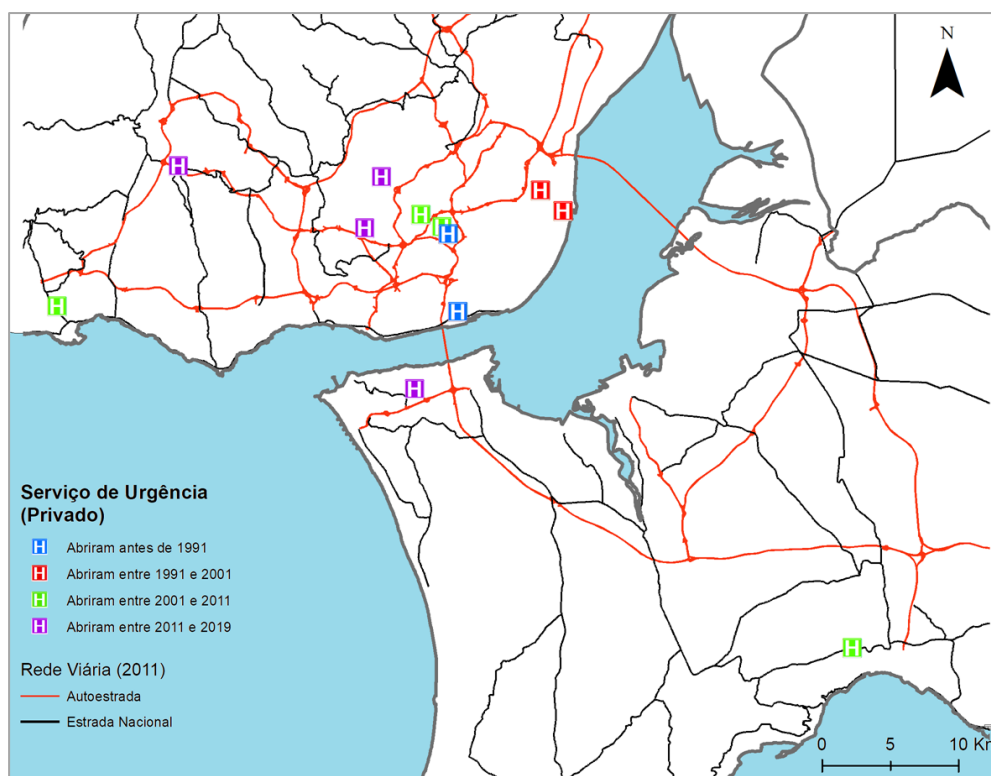 N
H
H
H
H
H
H
H
H
H
H
H
H
Serviço de Urgência
(Privado)
H Abriram antes de 1991
H Abriram entre 1991 e 2001
H Abriram entre 2001 e 2011
H Abriram entre 2011 e 2019
Rede Viária (2011)
Autoestrada
Estrada Nacional
0 5 10 Km